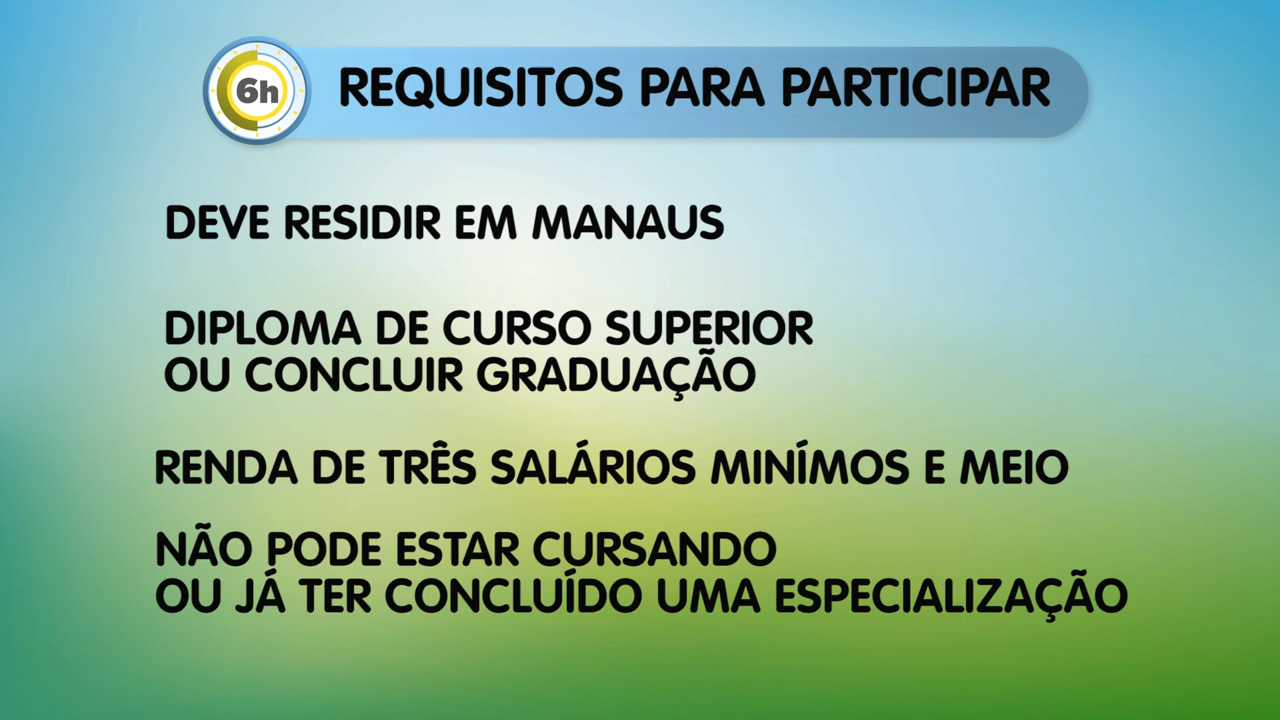 6h
REQUISITOS PARA PARTICIPAR
DEVE RESIDIR EM MANAUS
DIPLOMA DE CURSO SUPERIOR
OU CONCLUIR GRADUAÇÃO
RENDA DE TRÊS SALÁRIOS MINÍMOS E MEIO
NÃO PODE ESTAR CURSANDO
OU JÁ TER CONCLUÍDO UMA ESPECIALIZAÇÃO